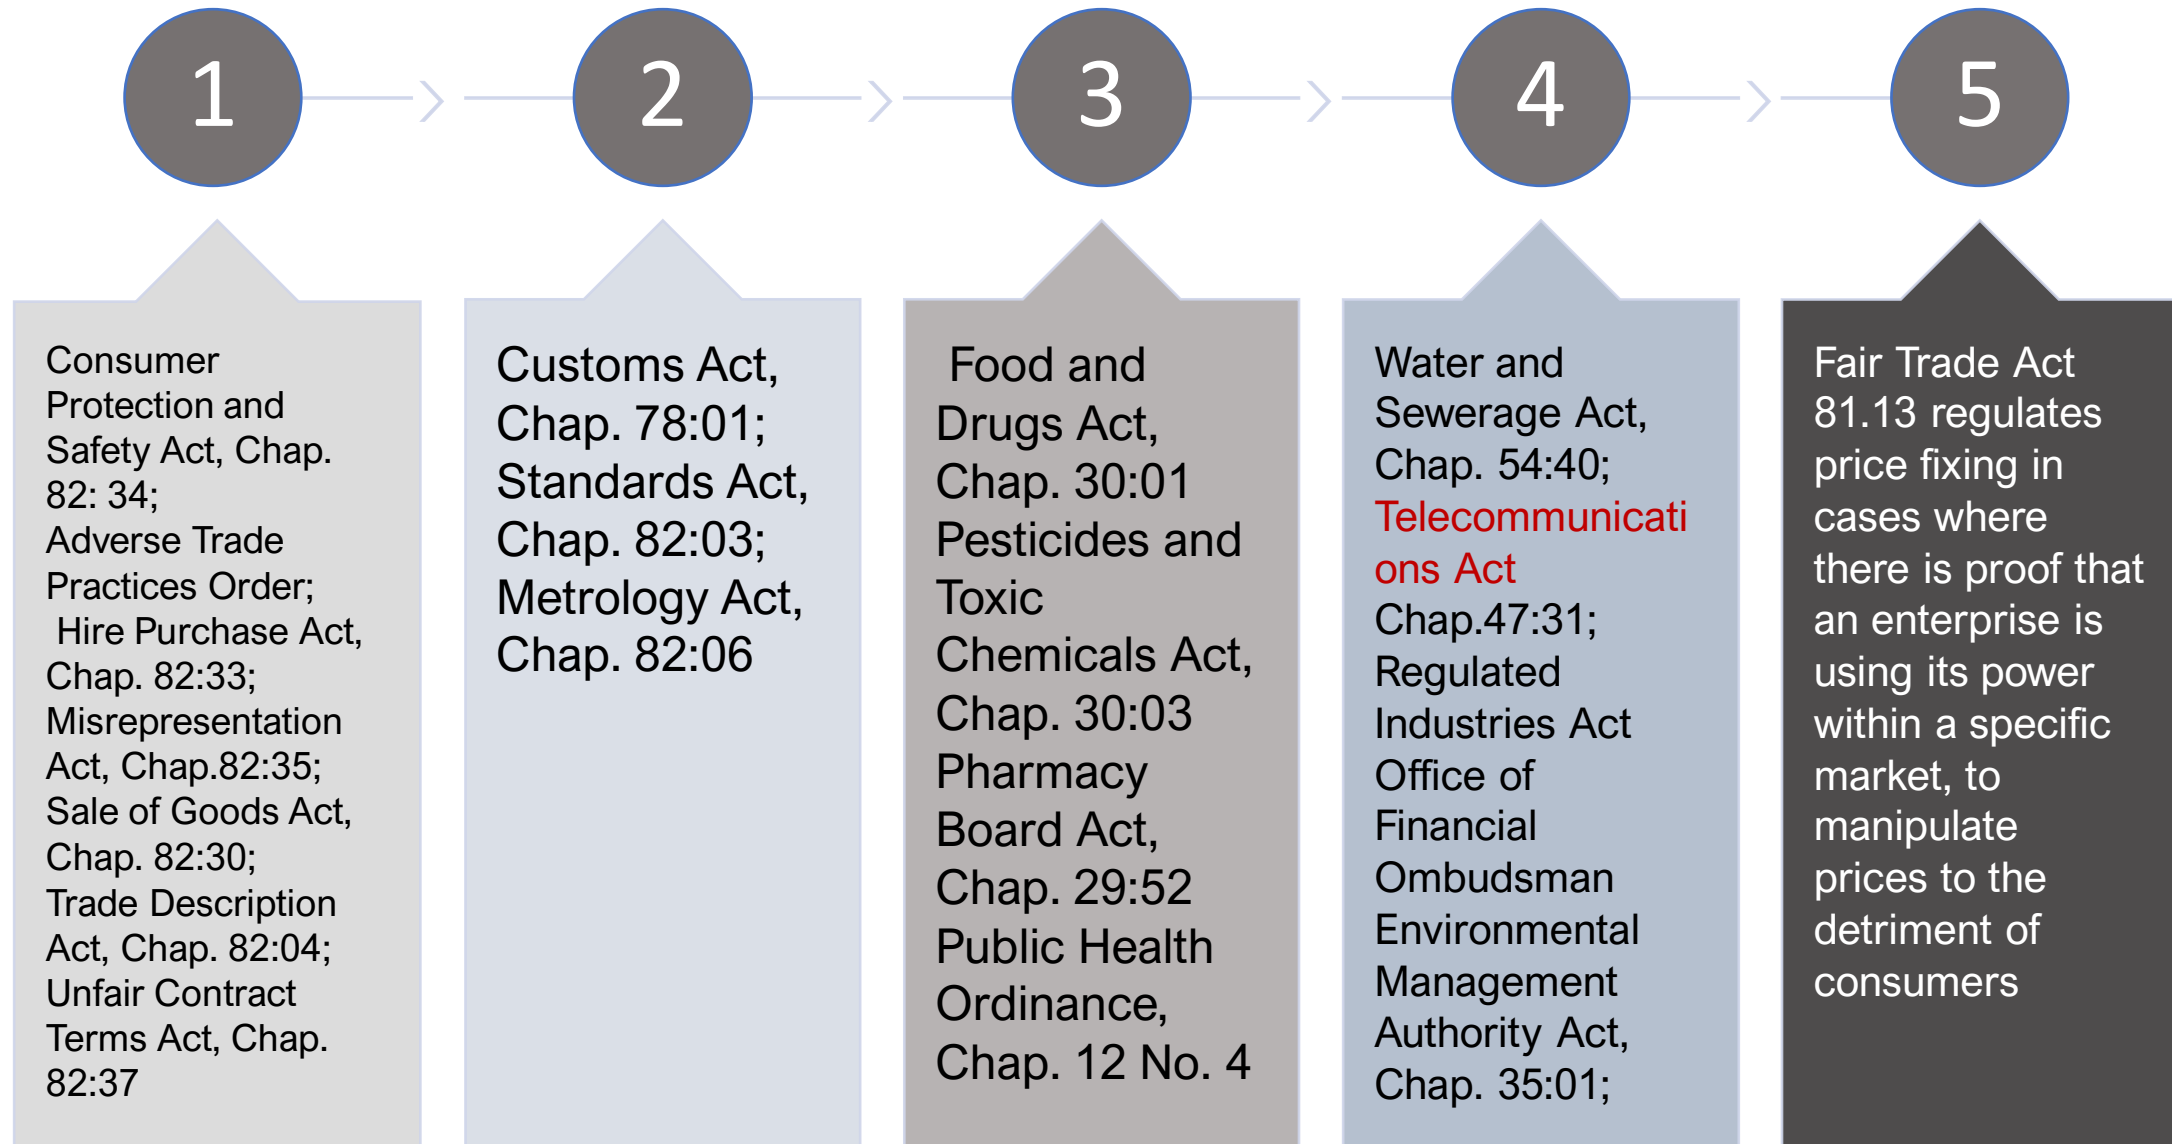 1
2
3
4
5
Consumer
Protection and
Safety Act, Chap.
82: 34;
Adverse Trade
Practices Order;
Hire Purchase Act,
Chap. 82:33;
Misrepresentation
Act, Chap.82:35;
Sale of Goods Act,
Chap. 82:30;
Trade Description
Act, Chap. 82:04;
Unfair Contract
Terms Act, Chap.
82:37
Customs Act,
Chap. 78:01;
Standards Act,
Chap. 82:03;
Metrology Act,
Chap. 82:06
Food and
Drugs Act,
Chap. 30:01
Pesticides and
Toxic
Chemicals Act,
Chap. 30:03
Pharmacy
Board Act,
Chap. 29:52
Public Health
Ordinance,
Chap. 12 No. 4
Water and
Sewerage Act,
Chap. 54:40;
Telecommunicati
ons Act
Chap.47:31;
Regulated
Industries Act
Office of
Financial
Ombudsman
Environmental
Management
Authority Act,
Chap. 35:01;
Fair Trade Act
81.13 regulates
price fixing in
cases where
there is proof that
an enterprise is
using its power
within a specific
market, to
manipulate
prices to the
detriment of
consumers